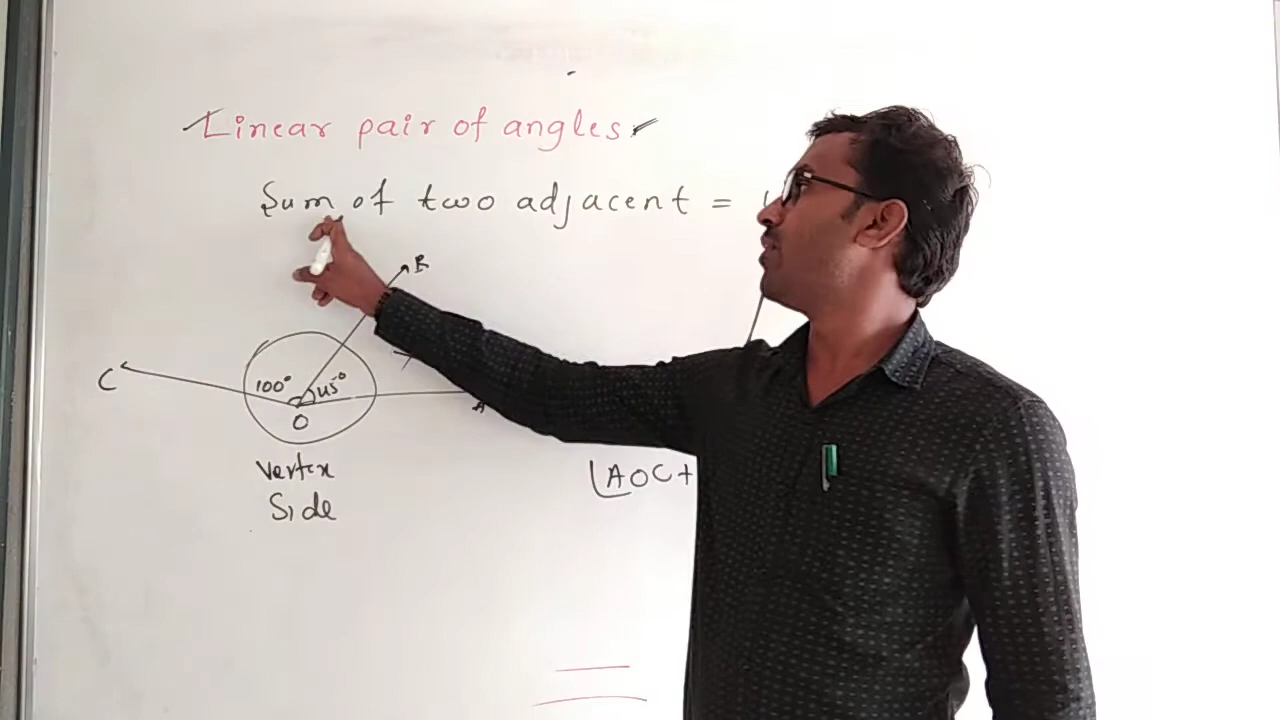 Linear pair of angles
Sum of two adjacent =
B
C
100°
45°
A
O
Vertex
Side
∠AOC +